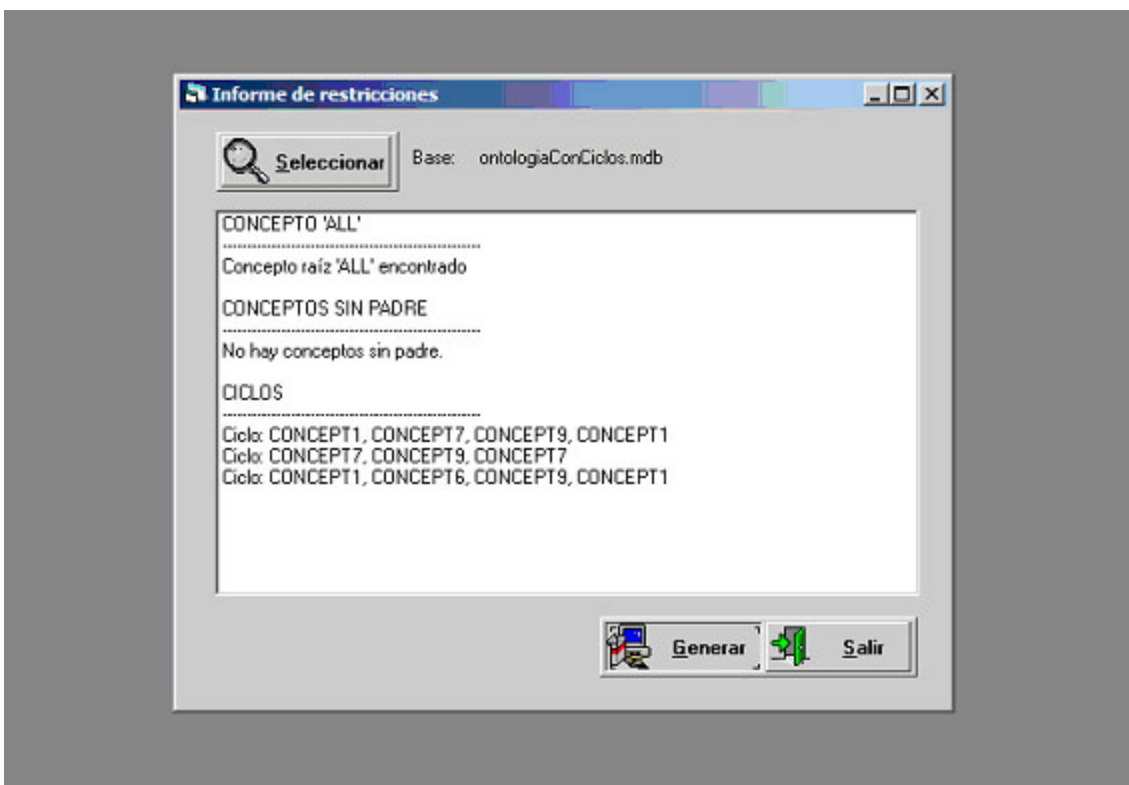 Informe de restricciones
Seleccionar
Base: ontologiaConCiclos.mdb
CONCEPTO 'ALL'
--------------------------------------------------------
Concepto raíz 'ALL' encontrado
CONCEPTOS SIN PADRE
--------------------------------------------------------
No hay conceptos sin padre.
CICLOS
--------------------------------------------------------
Ciclo: CONCEPT1, CONCEPT7, CONCEPT9, CONCEPT1
Ciclo: CONCEPT7, CONCEPT9, CONCEPT7
Ciclo: CONCEPT1, CONCEPT6, CONCEPT9, CONCEPT1
Generar
Salir